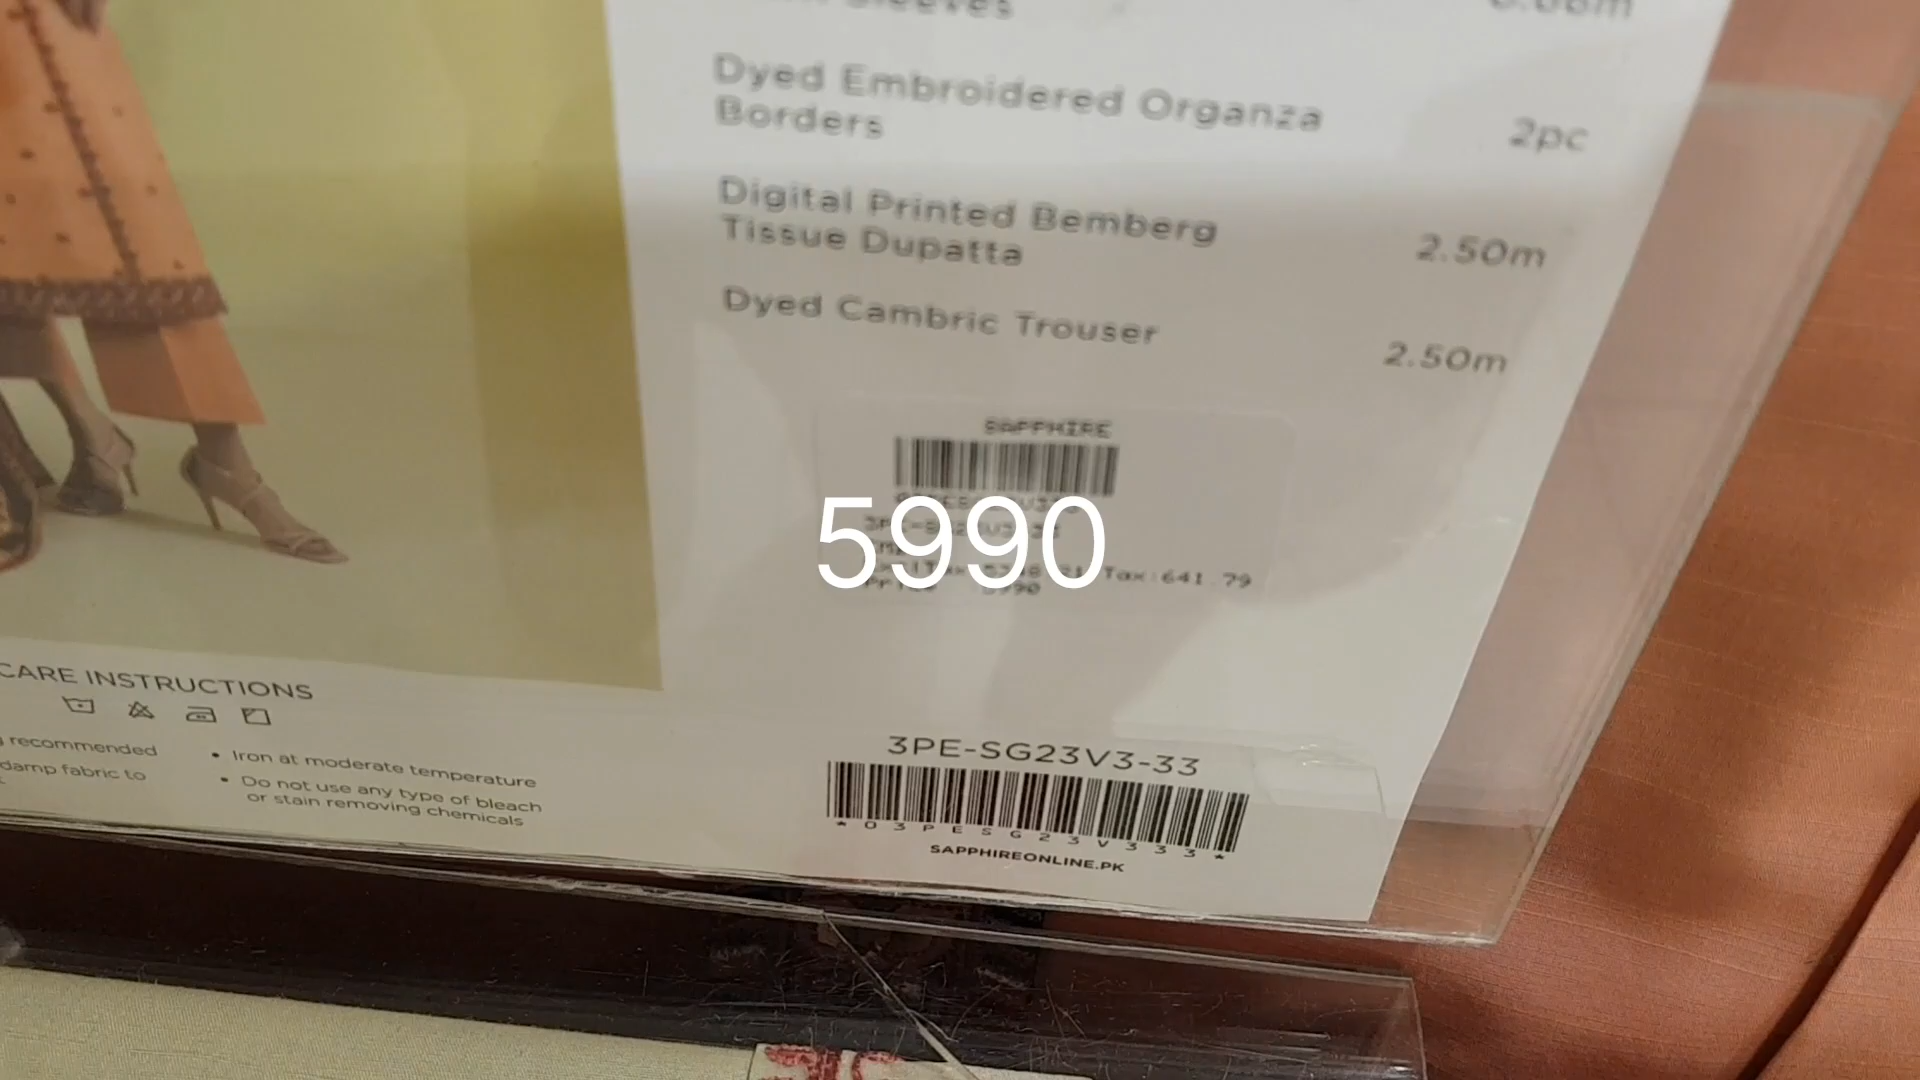 Sleeves
Dyed Embroidered Organza
Borders
2pc
Digital Printed Bemberg
Tissue Dupatta
2.50m
Dyed Cambric Trouser
2.50m
SAPPHIRE
5990
Tax:641.79
5990
CARE INSTRUCTIONS
recommended
damp fabric to
• Iron at moderate temperature
• Do not use any type of bleach
or stain removing chemicals
3PE-SG23V3-33
*03PESG23V333*
SAPPHIREONLINE.PK